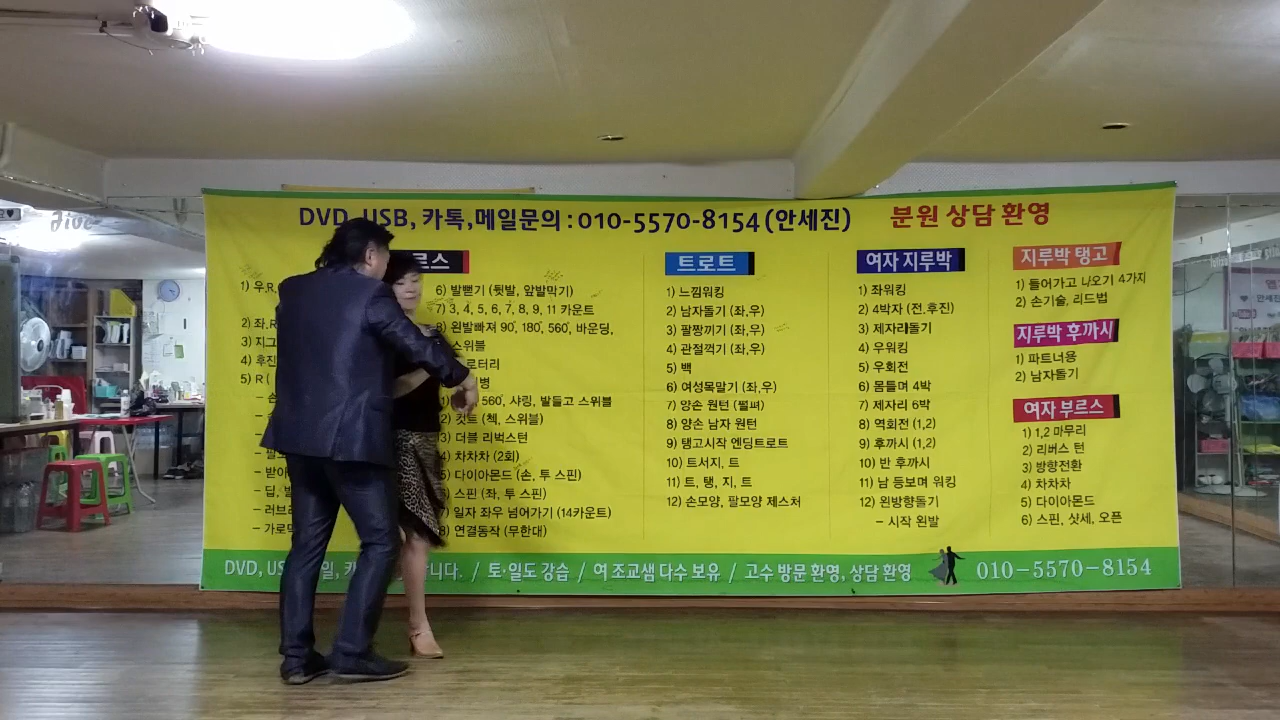 DVD, USB, 카톡, 메일문의 : 010-5570-8154 (안세진)
분원 상담 환영
르스
1) 우.R.
2) 좌.R
3) 지그
4) 후진
5) R (
6) 발뻗기 (뒷발, 앞발막기)
7) 3, 4, 5, 6, 7, 8, 9, 11 카운트
8) 왼발빠져 90, 180, 560, 바운딩,
스위블
로터리
560, 샤링, 발들고 스위블
2) 킷트 (첵, 스위블)
3) 더블 리벅스턴
4) 차차차 (2회)
5) 다이아몬드 (손, 투 스핀)
6) 스핀 (좌, 투 스핀)
7) 일자 좌우 넘어가기 (14카운트)
8) 연결동작 (무한대)
트로트
1) 느낌워킹
2) 남자돌기 (좌,우)
3) 팔짱끼기 (좌,우)
4) 관절꺽기 (좌,우)
5) 백
6) 여성목말기 (좌,우)
7) 양손 원턴 (떨펴)
8) 양손 남자 원턴
9) 탱고시작 엔딩트로트
10) 트서지, 트
11) 트, 탱, 지, 트
12) 손모양, 팔모양 제스처
여자 지루박
1) 좌워킹
2) 4박자 (전,후진)
3) 제자리돌기
4) 우워킹
5) 우회전
6) 몸틀며 4박
7) 제자리 6박
8) 역회전 (1,2)
9) 후까시 (1,2)
10) 반 후까시
11) 남 등보며 워킹
12) 왼방향돌기
– 시작 왼발
지루박 탱고
1) 들어가고 나오기 4가지
2) 손기술, 리드법
지루박 후까시
1) 파트너용
2) 남자돌기
여자 부르스
1) 1,2 마무리
2) 리버스 턴
3) 방향전환
4) 차차차
5) 다이아몬드
6) 스핀, 샷세, 오픈
DVD, US 일, 카 니다. / 토·일도 강습 / 여 조교샘 다수 보유 / 고수 방문 환영, 상담 환영
010-5570-8154